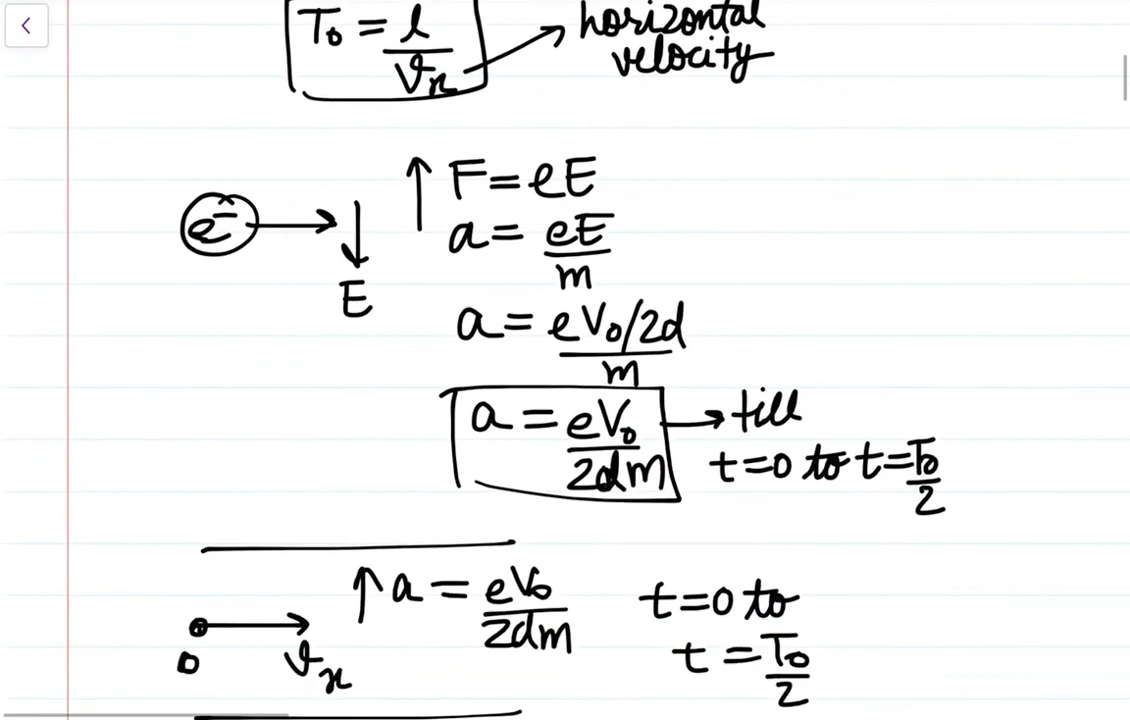 T₀ = l/vₓ → horizontal velocity
e⁻ → ↓ E
↑ F = eE
a = eE/m
a = (eV₀/2d)/m
a = eV₀/2dm → till
t=0 to t=T₀/2
↑ a = eV₀/2dm
t=0 to
t = T₀/2
0 vₓ